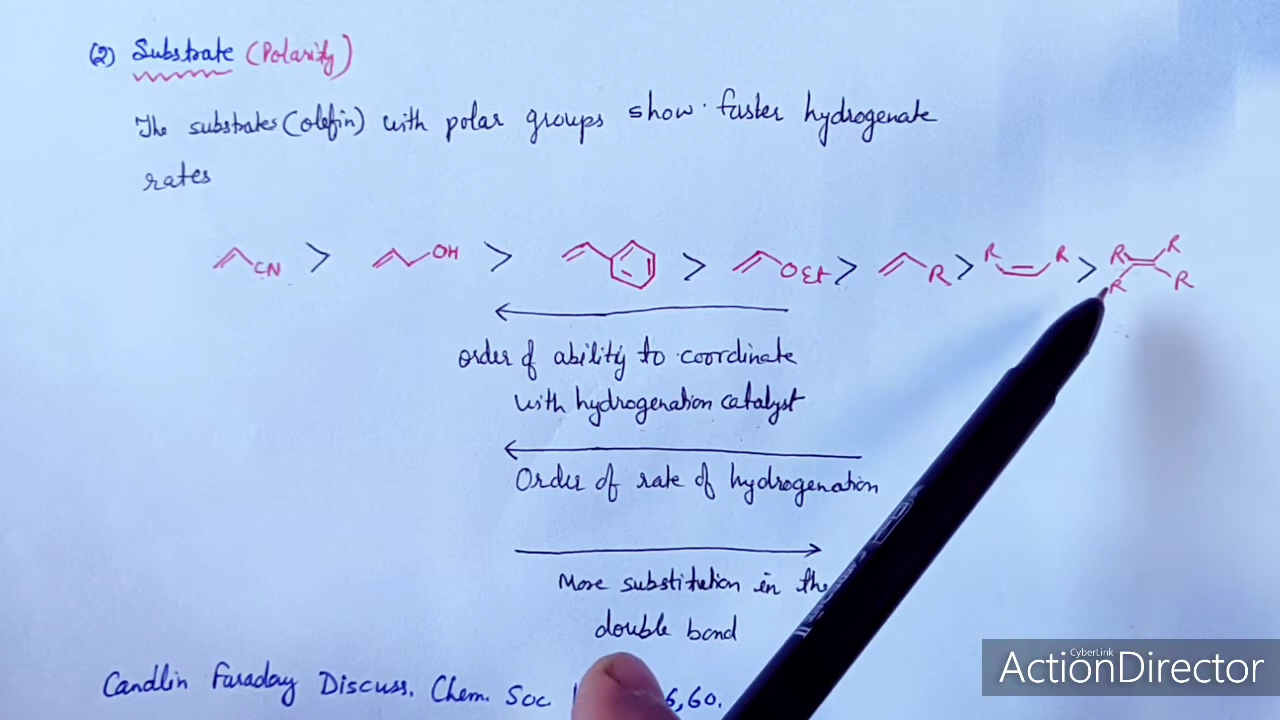 (2) Substrate (Polarity)
The substrates (olefin) with polar groups show faster hydrogenate
rates
CN > OH > > OEt > R > R R > R R R R
Order of ability to coordinate
with hydrogenation catalyst
Order of rate of hydrogenation
More substitution in the
double bond
Candlin Faraday Discuss. Chem. Soc 6,60.
CyberLink
ActionDirector